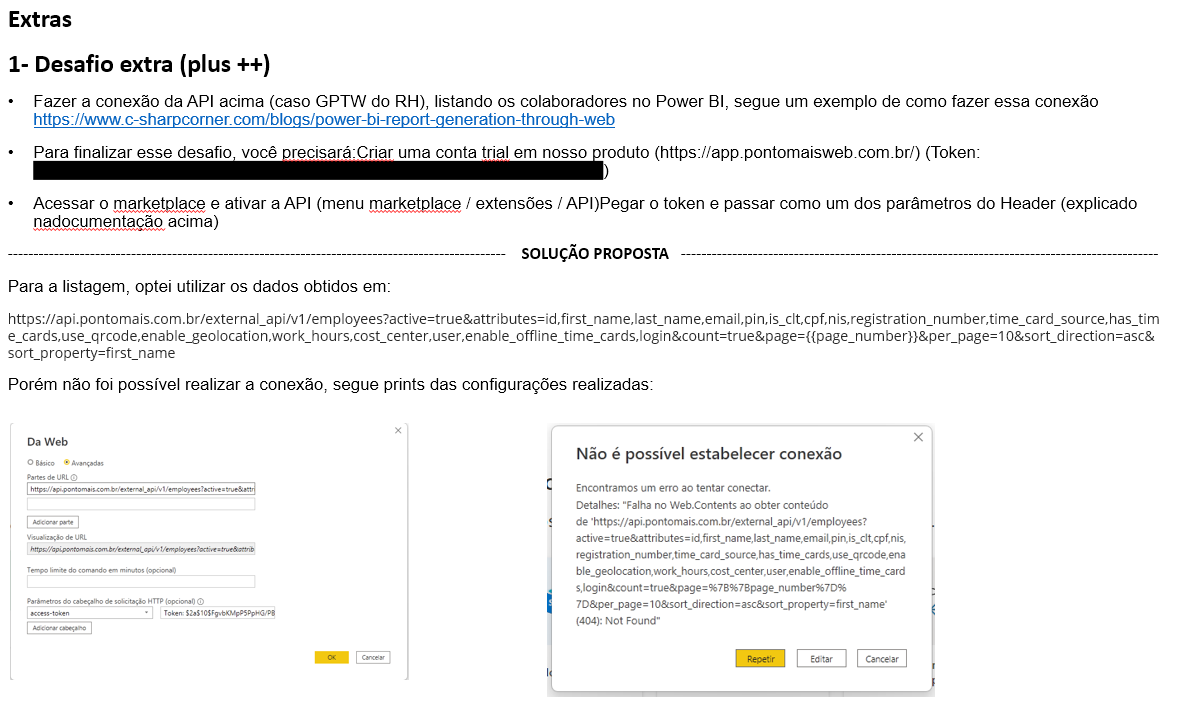 Extras
1- Desafio extra (plus ++)
• Fazer a conexão da API acima (caso GPTW do RH), listando os colaboradores no Power BI, segue um exemplo de como fazer essa conexão
https://www.c-sharpcorner.com/blogs/power-bi-report-generation-through-web
• Para finalizar esse desafio, você precisará:Criar uma conta trial em nosso produto (https://app.pontomaisweb.com.br/) (Token:
)
• Acessar o marketplace e ativar a API (menu marketplace / extensões / API)Pegar o token e passar como um dos parâmetros do Header (explicado
nadocumentação acima)
SOLUÇÃO PROPOSTA
Para a listagem, optei utilizar os dados obtidos em:
https://api.pontomais.com.br/external_api/v1/employees?active=true&attributes=id,first_name,last_name,email,pin,is_clt,cpf,nis,registration_number,time_card_source,has_tim
e_cards,use_qrcode,enable_geolocation,work_hours,cost_center,user,enable_offline_time_cards,login&count=true&page={{page_number}}&per_page=10&sort_direction=asc&
sort_property=first_name
Porém não foi possível realizar a conexão, segue prints das configurações realizadas:
Da Web
Básico Avançadas
Partes de URL
https://api.pontomais.com.br/external_api/v1/employees?active=true&attr
Adicionar parte
Visualização de URL
https://api.pontomais.com.br/external_api/v1/employees?active=true&attrib
Tempo limite do comando em minutos (opcional)
Parâmetros do cabeçalho de solicitação HTTP (opcional)
access-token
Token:
Adicionar cabeçalho
OK Cancelar
Não é possível estabelecer conexão
Encontramos um erro ao tentar conectar.
Detalhes: "Falha no Web.Contents ao obter conteúdo
de 'https://api.pontomais.com.br/external_api/v1/employees?
active=true&attributes=id,first_name,last_name,email,pin,is_clt,cpf,nis,
registration_number,time_card_source,has_time_cards,use_qrcode,ena
ble_geolocation,work_hours,cost_center,user,enable_offline_time_card
s,login&count=true&page=%7B%7Bpage_number%7D%
7D&per_page=10&sort_direction=asc&sort_property=first_name'
(404): Not Found"
Repetir Editar Cancelar